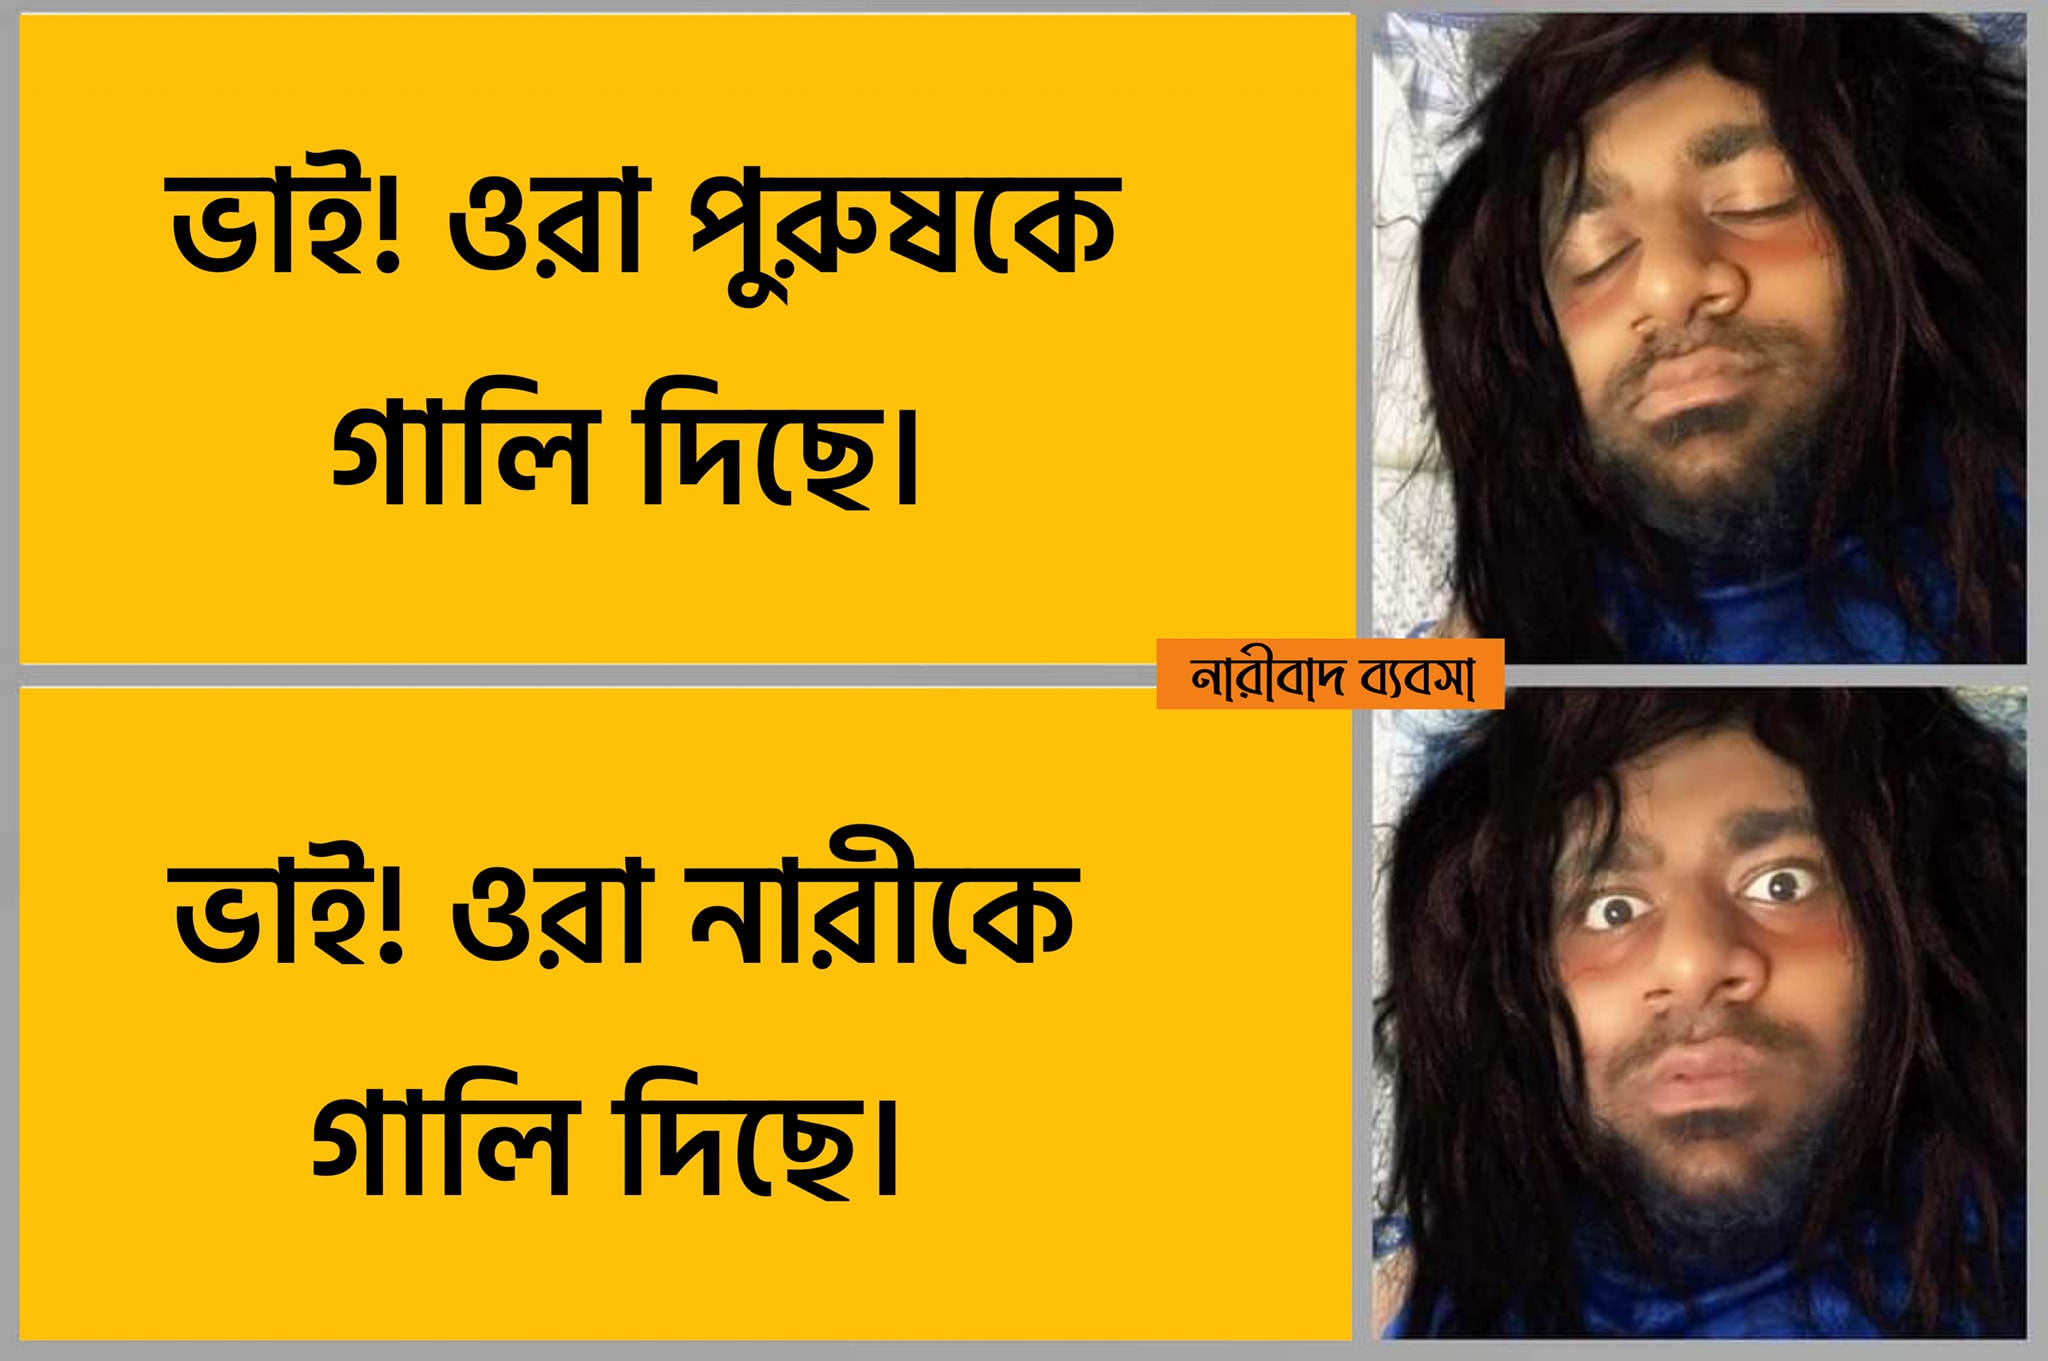 ভাই! ওরা পুরুষকে
গালি দিছে।
নারীবাদ ব্যবসা
ভাই! ওরা নারীকে
গালি দিছে।